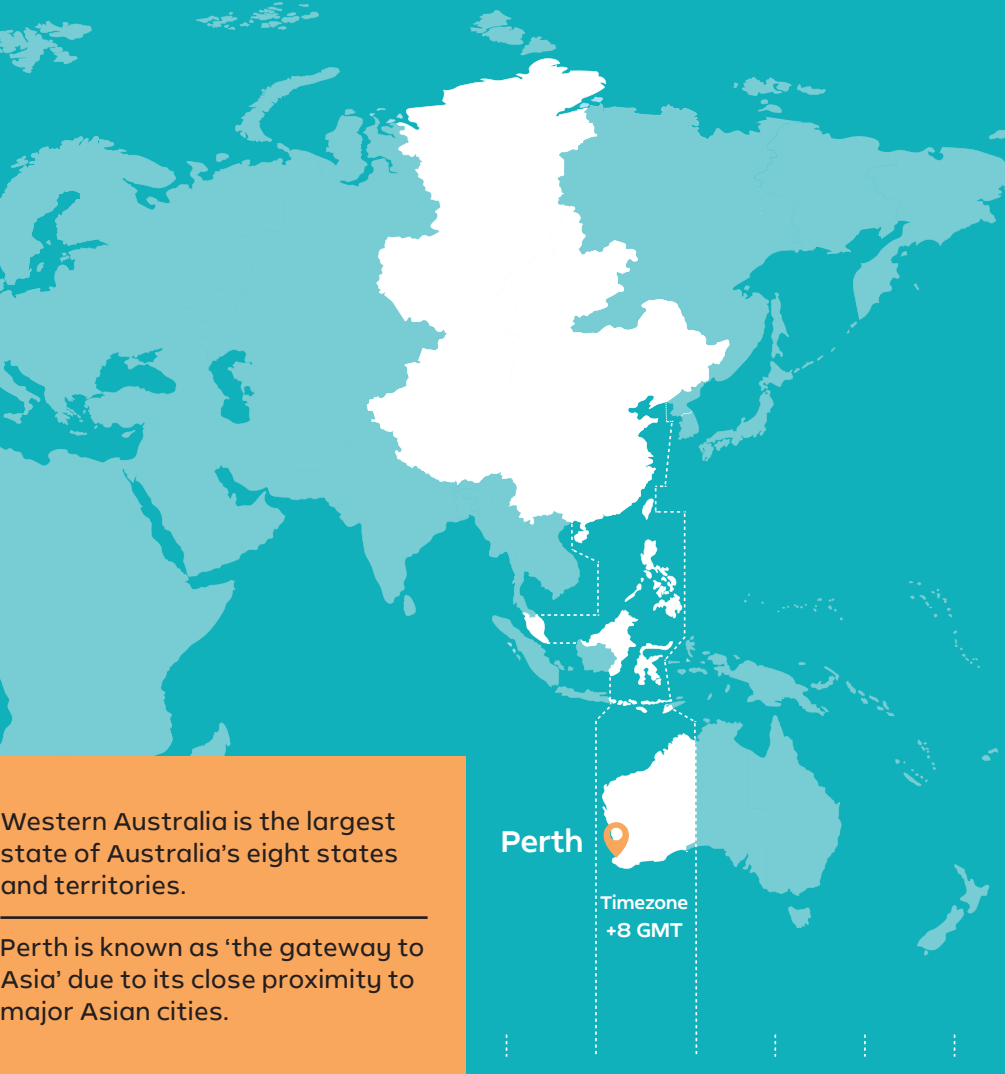 Perth
Timezone
+8 GMT
Western Australia is the largest
state of Australia’s eight states
and territories.
Perth is known as ‘the gateway to
Asia’ due to its close proximity to
major Asian cities.